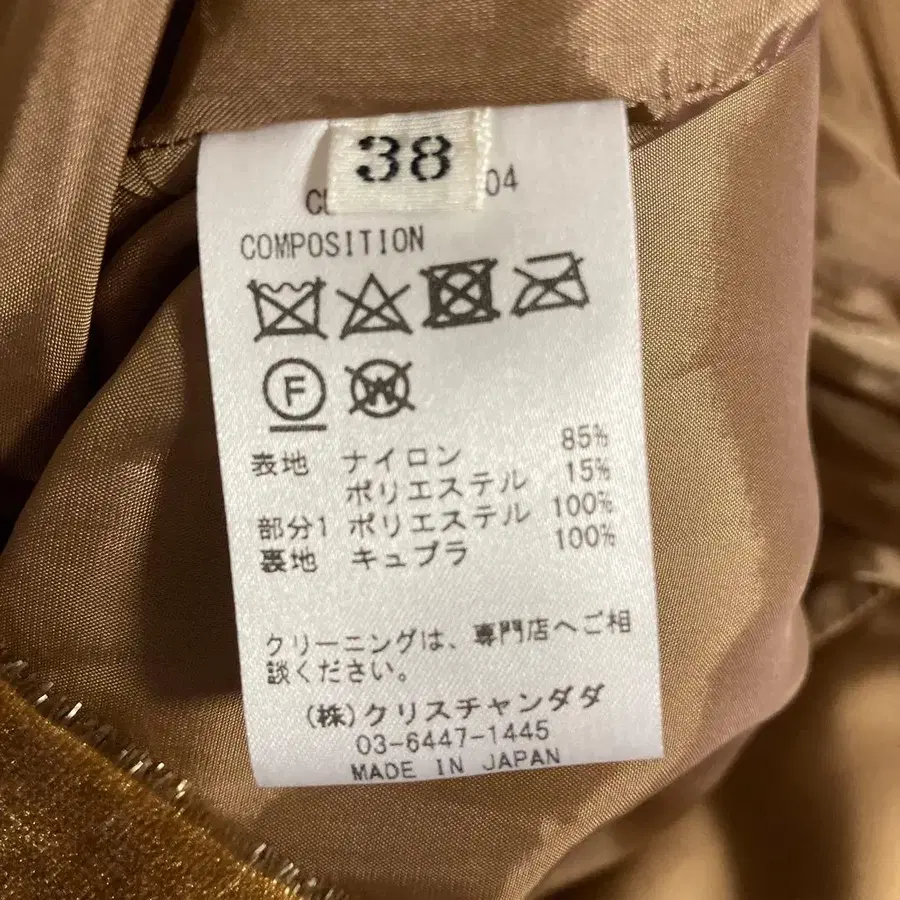 38
04
COMPOSITION
F W
表地 ナイロン 85%
ポリエステル 15%
部分1 ポリエステル 100%
裏地 キュプラ 100%
クリーニングは、専門店へご相
談ください。
(株)クリスチャンダダ
03-6447-1445
MADE IN JAPAN